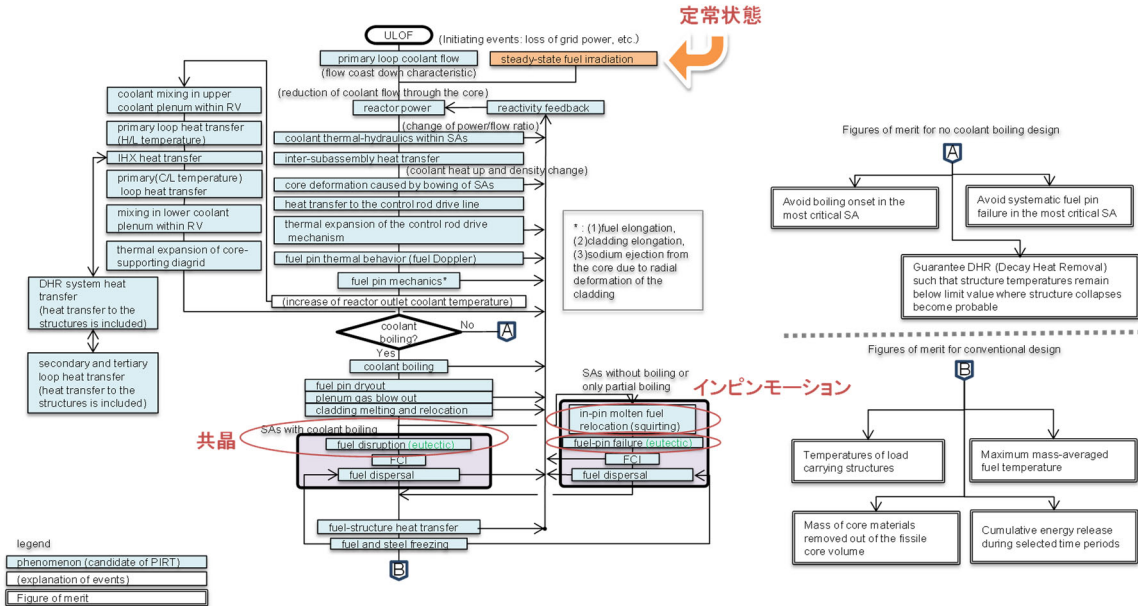 定常状態
ULOF
(Initiating events: loss of grid power, etc.)
primary loop coolant flow
steady-state fuel irradiation
(flow coast down characteristic)
(reduction of coolant flow through the core)
reactor power
reactivity feedback
(change of power/flow ratio)
coolant thermal-hydraulics within SAs
inter-subassembly heat transfer
(coolant heat up and density change)
core deformation caused by bowing of SAs
heat transfer to the control rod drive line
thermal expansion of the control rod drive
mechanism
fuel pin thermal behavior (fuel Doppler)
fuel pin mechanics*
(increase of reactor outlet coolant temperature)
coolant
boiling?
No
A
Yes
coolant boiling
fuel pin dryout
plenum gas blow out
cladding melting and relocation
SAs with coolant boiling
共晶
fuel disruption (eutectic)
FCI
fuel dispersal
fuel-structure heat transfer
fuel and steel freezing
B
coolant mixing in upper
coolant plenum within RV
primary loop heat transfer
(H/L temperature)
IHX heat transfer
primary(C/L temperature)
loop heat transfer
mixing in lower coolant
plenum within RV
thermal expansion of core-
supporting diagrid
DHR system heat
transfer
(heat transfer to the
structures is included)
secondary and tertiary
loop heat transfer
(heat transfer to the
structures is included)
* : (1)fuel elongation,
(2)cladding elongation,
(3)sodium ejection from
the core due to radial
deformation of the
cladding
SAs without boiling or
only partial boiling
インピンモーション
in-pin molten fuel
relocation (squirting)
fuel-pin failure (eutectic)
FCI
fuel dispersal
Figures of merit for no coolant boiling design
A
Avoid boiling onset in the
most critical SA
Avoid systematic fuel pin
failure in the most critical SA
Guarantee DHR (Decay Heat Removal)
such that structure temperatures remain
below limit value where structure collapses
become probable
Figures of merit for conventional design
B
Temperatures of load
carrying structures
Maximum mass-averaged
fuel temperature
Mass of core materials
removed out of the fissile
core volume
Cumulative energy release
during selected time periods
legend
phenomenon (candidate of PIRT)
(explanation of events)
Figure of merit